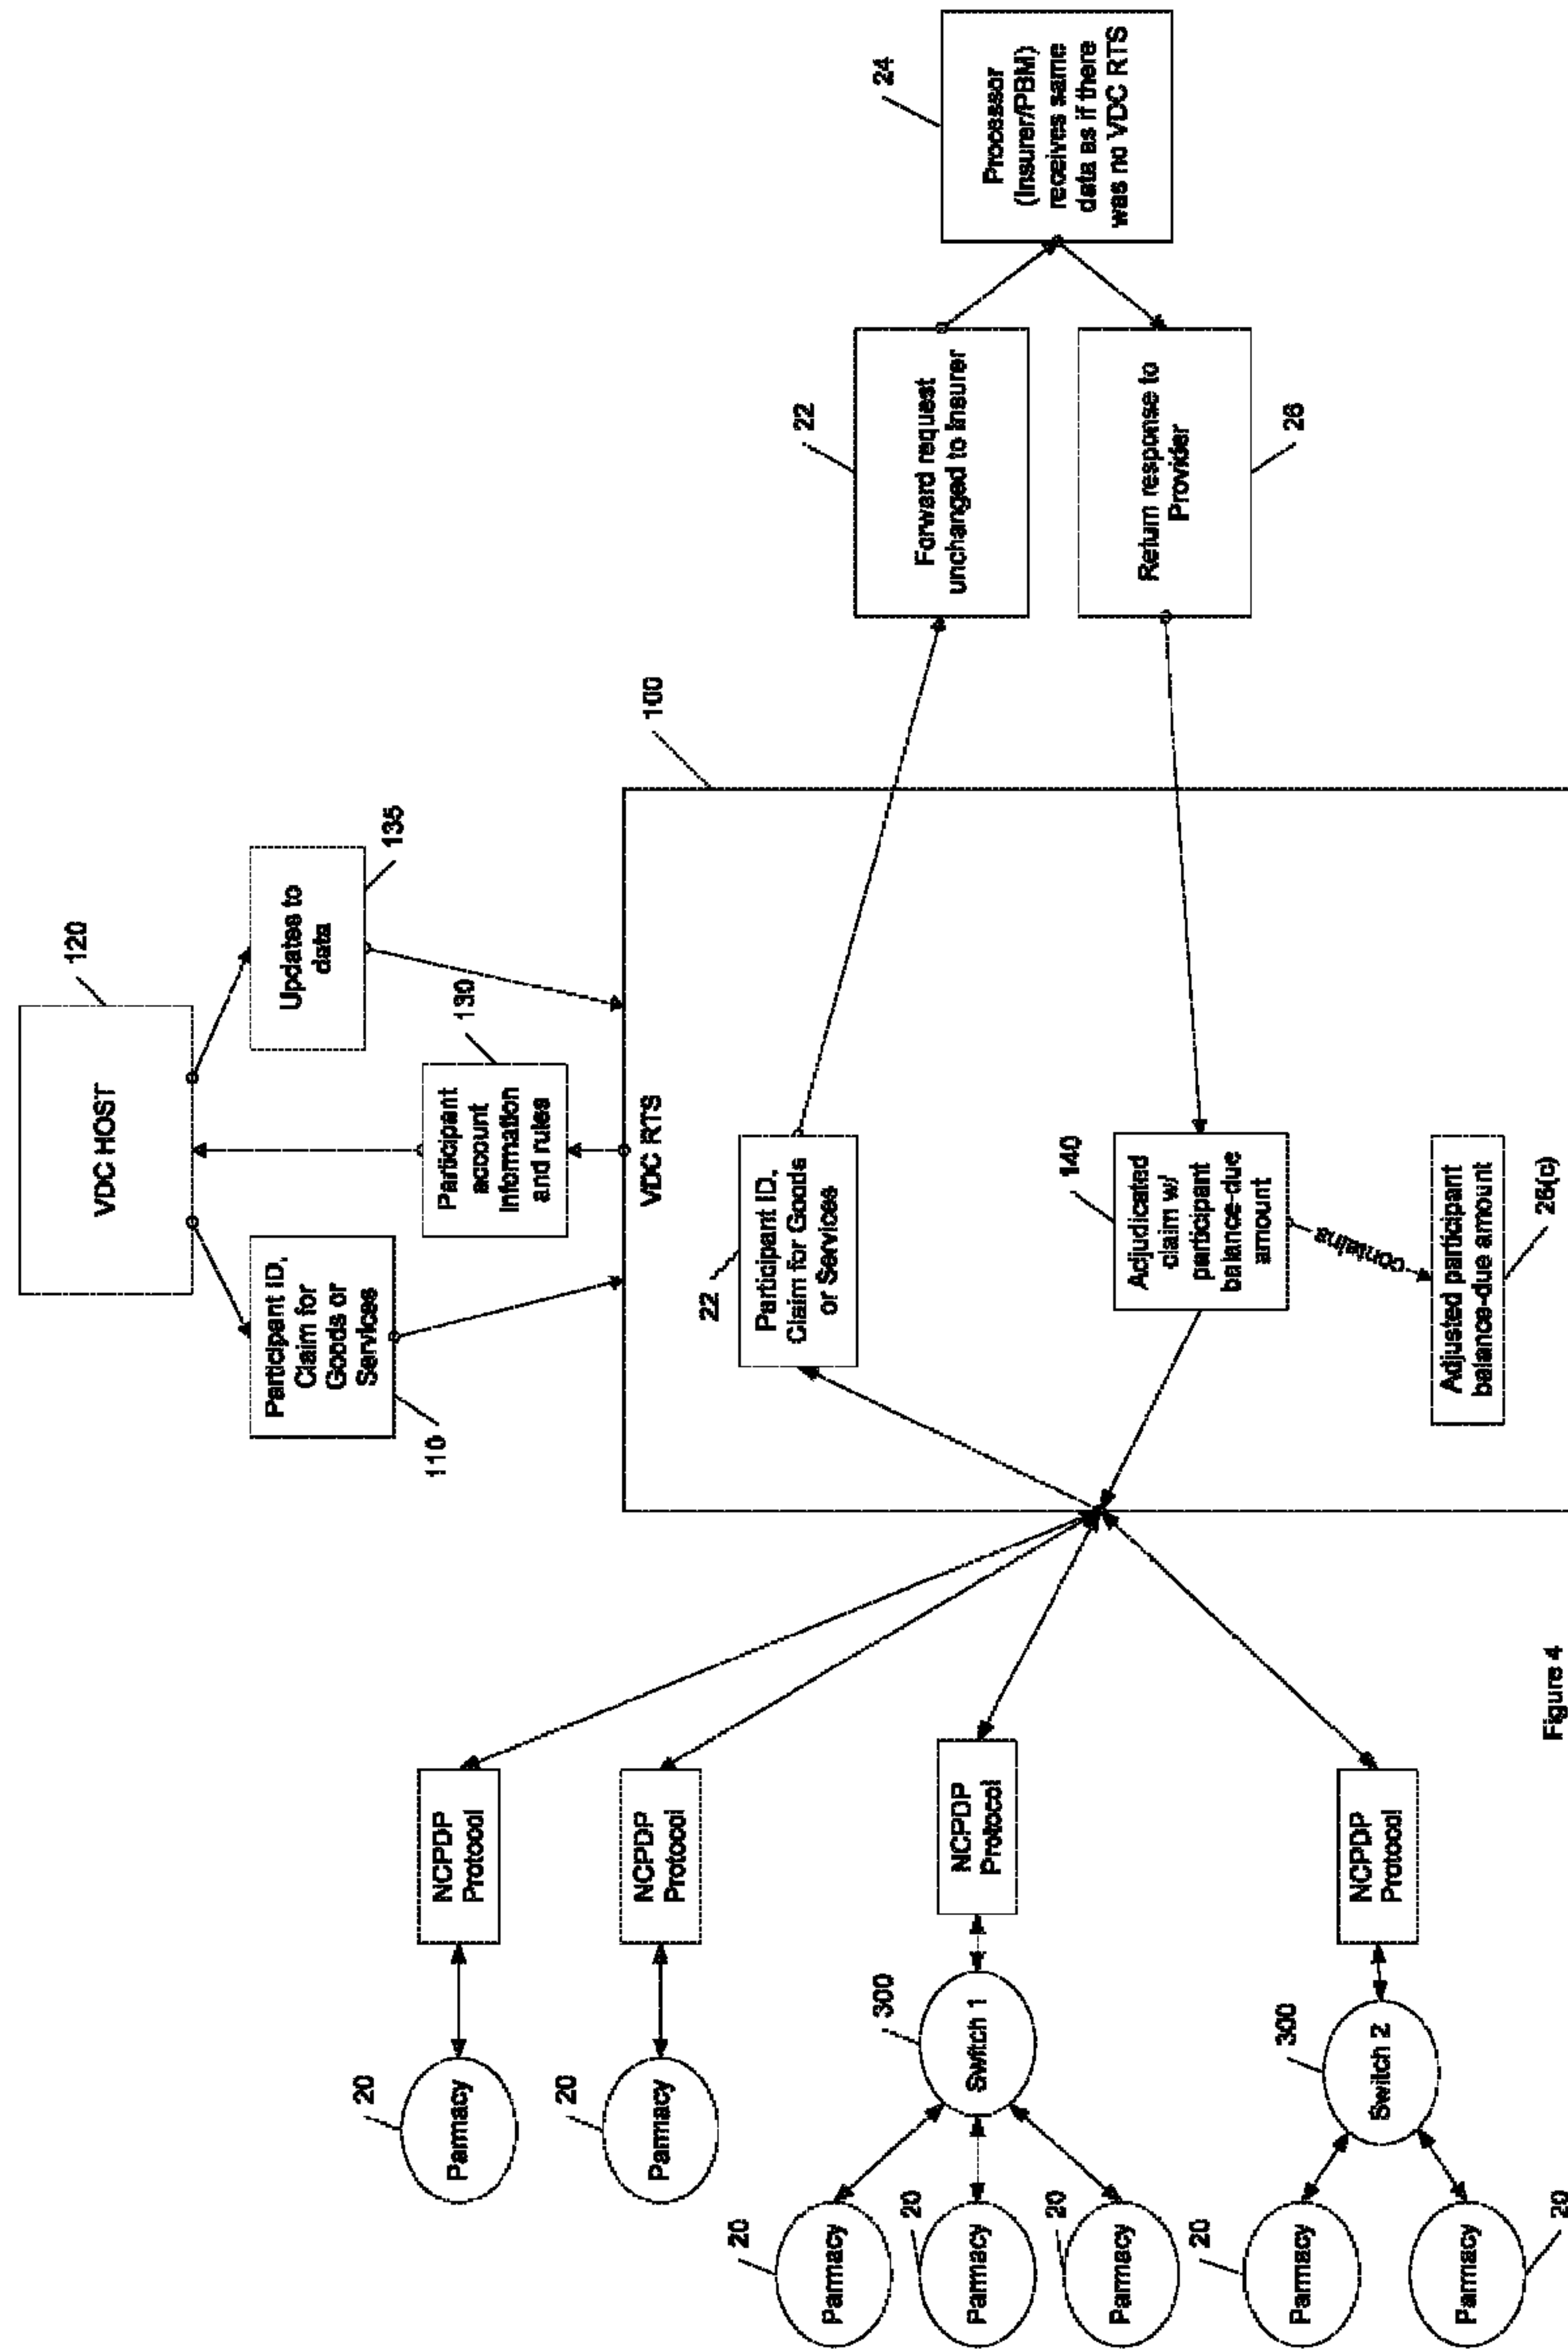 120
VDC HOST
Participant ID,
Claim for
Goods or
Services
110
Participant
account
Information
and rules
130
Updates to
data
135
VDC RTS
100
22
Participant ID,
Claim for Goods
or Services
140
Adjudicated
claim w/
participant
balance-due
amount
contains
Adjusted participant
balance-due amount
26(c)
22
Forward request
unchanged to Insurer
Return response to
Provider
26
24
Processor
(Insurer/PBM)
receives same
data as if there
was no VDC RTS
20
Parmacy
NCPDP
Protocol
20
Parmacy
NCPDP
Protocol
20
Parmacy
20
Parmacy
20
Parmacy
300
Switch 1
NCPDP
Protocol
20
Parmacy
20
Parmacy
300
Switch 2
NCPDP
Protocol
Figure 4